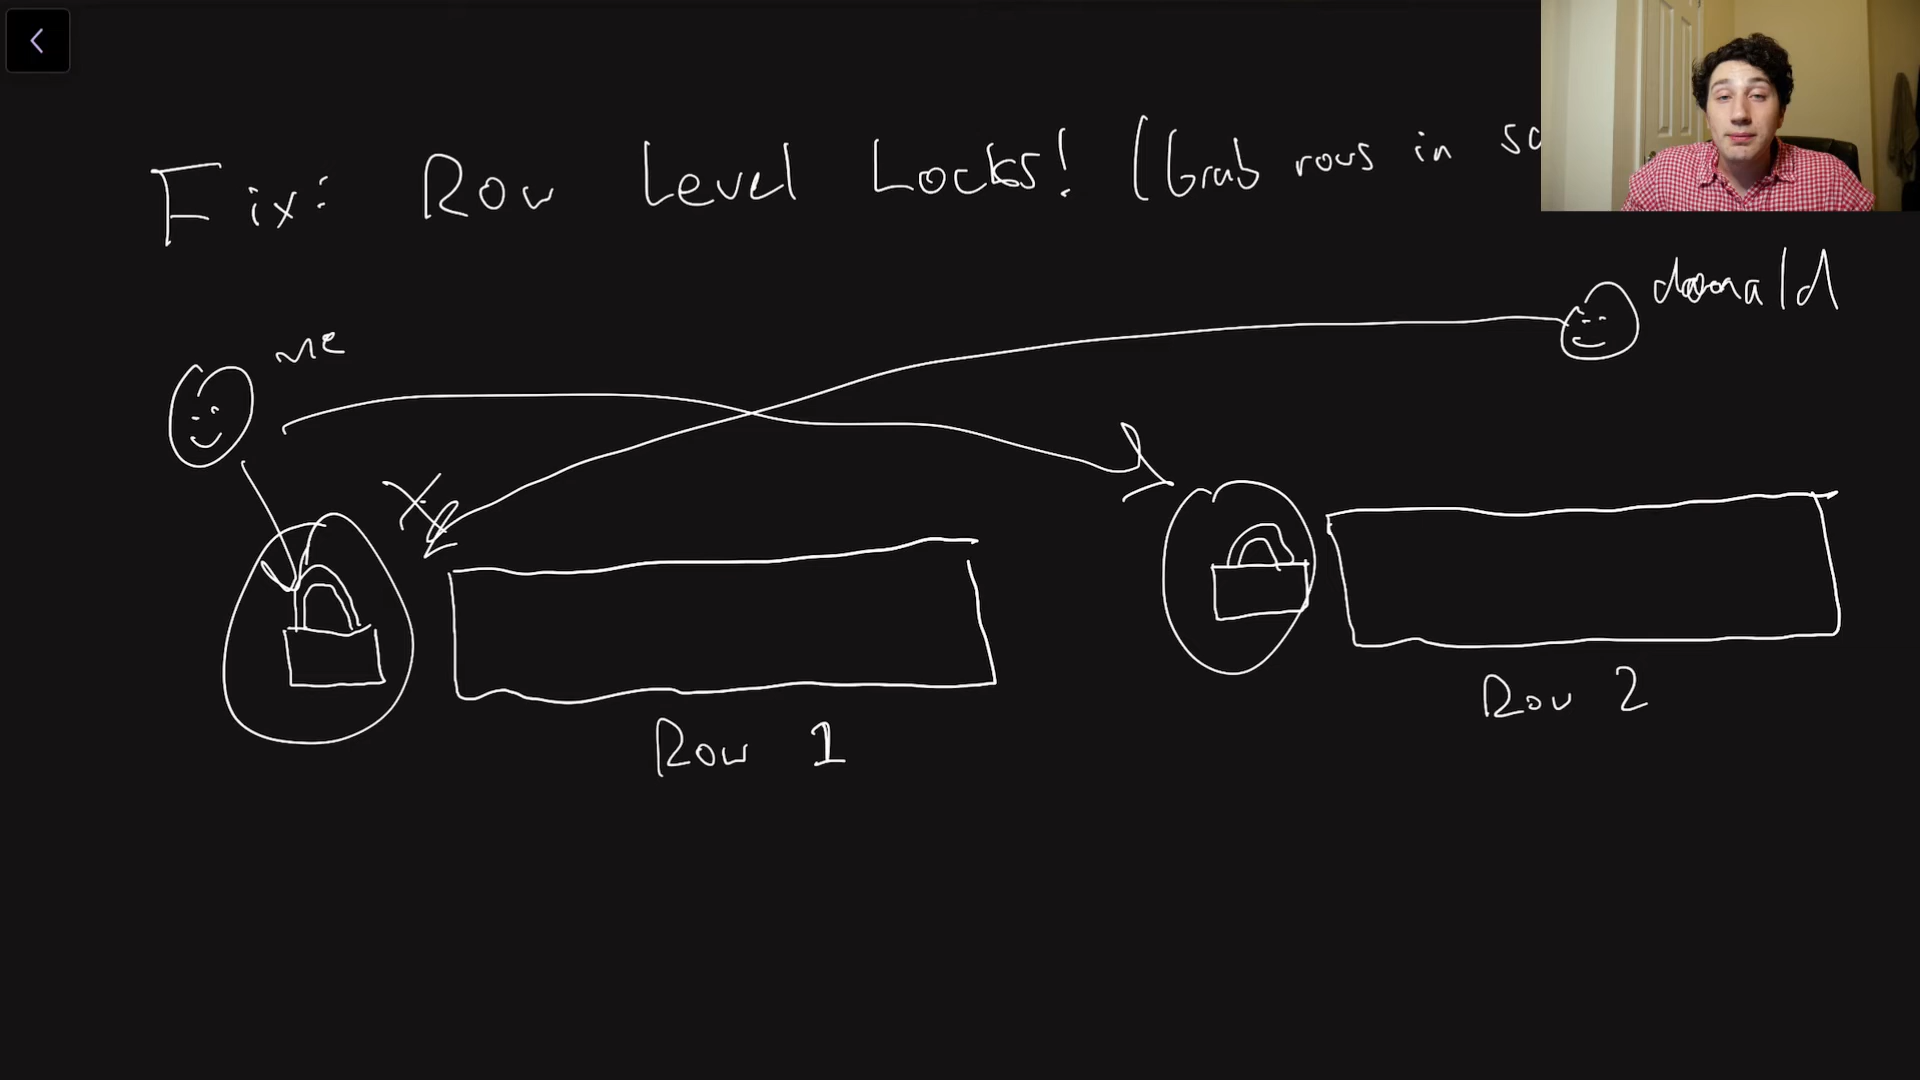 Fix: Row Level Locks! (Grab rows in
donald
me
Row 2
Row 1